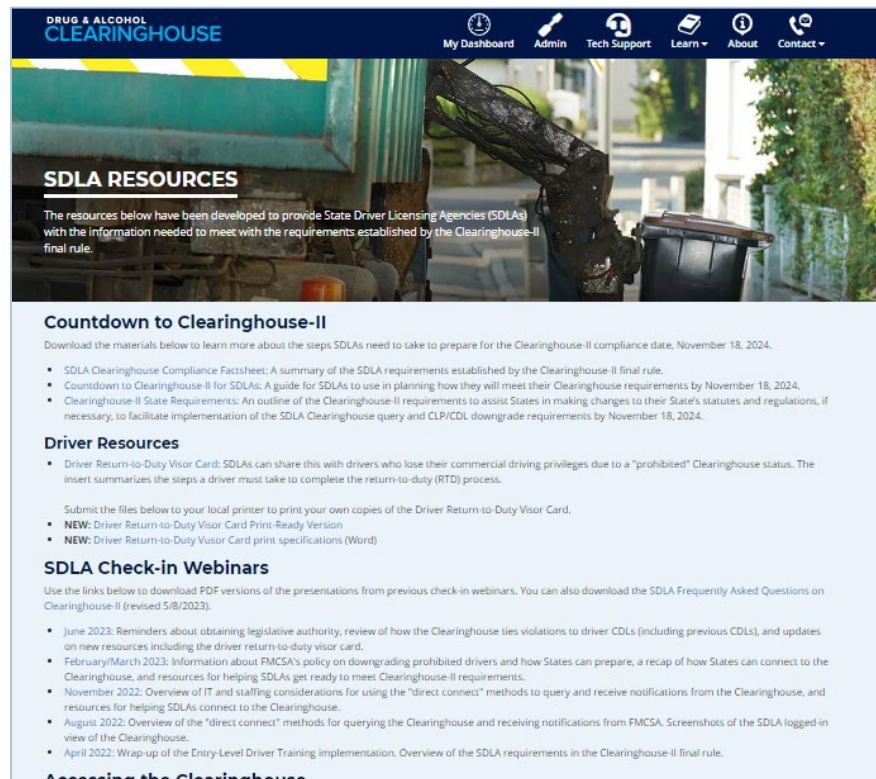 DRUG & ALCOHOL
CLEARINGHOUSE
My Dashboard
Admin
Tech Support
Learn
About
Contact
SDLA RESOURCES
The resources below have been developed to provide State Driver Licensing Agencies (SDLAs)
with the information needed to meet with the requirements established by the Clearinghouse-II
final rule.
Countdown to Clearinghouse-II
Download the materials below to learn more about the steps SDLAs need to take to prepare for the Clearinghouse-II compliance date, November 18, 2024.
SDLA Clearinghouse Compliance Factsheet: A summary of the SDLA requirements established by the Clearinghouse-II final rule.
Countdown to Clearinghouse-II for SDLAs: A guide for SDLAs to use in planning how they will meet their Clearinghouse requirements by November 18, 2024.
Clearinghouse-II State Requirements: An outline of the Clearinghouse-II requirements to assist States in making changes to their State's statutes and regulations, if
necessary, to facilitate implementation of the SDLA Clearinghouse query and CLP/CDL downgrade requirements by November 18, 2024.
Driver Resources
Driver Return-to-Duty Visor Card: SDLAs can share this with drivers who lose their commercial driving privileges due to a "prohibited" Clearinghouse status. The
insert summarizes the steps a driver must take to complete the return-to-duty (RTD) process.
Submit the files below to your local printer to print your own copies of the Driver Return-to-Duty Visor Card.
NEW: Driver Return-to-Duty Visor Card Print-Ready Version
NEW: Driver Return-to-Duty Vusor Card print specifications (Word)
SDLA Check-in Webinars
Use the links below to download PDF versions of the presentations from previous check-in webinars. You can also download the SDLA Frequently Asked Questions on
Clearinghouse-II (revised 5/8/2023).
June 2023: Reminders about obtaining legislative authority, review of how the Clearinghouse ties violations to driver CDLs (including previous CDLs), and updates
on new resources including the driver return-to-duty visor card.
February/March 2023: Information about FMCSA's policy on downgrading prohibited drivers and how States can prepare, a recap of how States can connect to the
Clearinghouse, and resources for helping SDLAs get ready to meet Clearinghouse-II requirements.
November 2022: Overview of IT and staffing considerations for using the "direct connect" methods to query and receive notifications from the Clearinghouse, and
resources for helping SDLAs connect to the Clearinghouse.
August 2022: Overview of the "direct connect" methods for querying the Clearinghouse and receiving notifications from FMCSA. Screenshots of the SDLA logged-in
view of the Clearinghouse.
April 2022: Wrap-up of the Entry-Level Driver Training implementation. Overview of the SDLA requirements in the Clearinghouse-II final rule.
Accessing the Clearinghouse